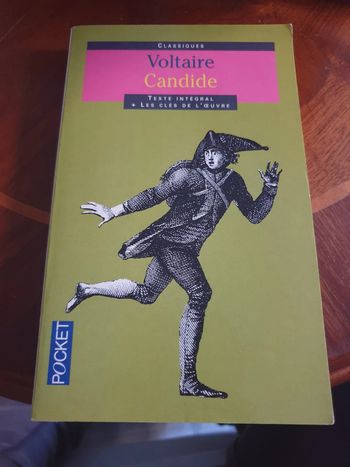 Classiques
Voltaire
Candide
Texte intégral
+ Les clés de l'œuvre
POCKET